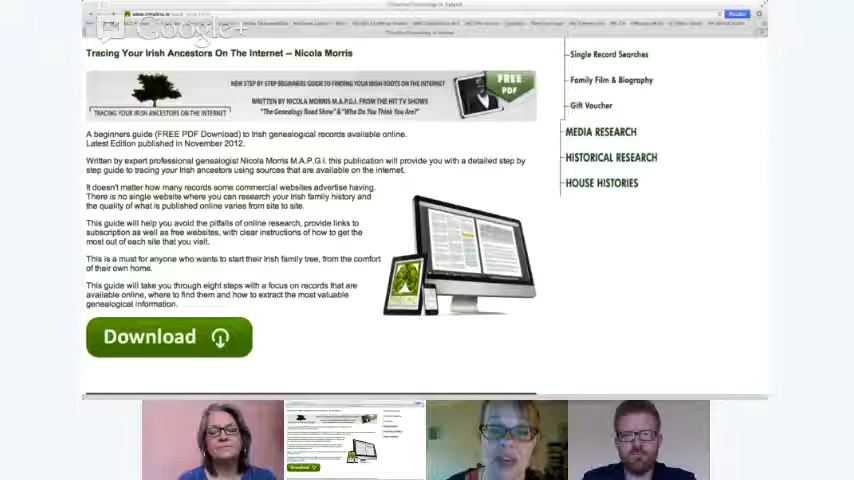 Google+
Tracing Your Irish Ancestors On The Internet – Nicola Morris
NEW STEP BY STEP BEGINNERS GUIDE TO FINDING YOUR IRISH ROOTS ON THE INTERNET
WRITTEN BY NICOLA MORRIS M.A.P.G.I. FROM THE HIT TV SHOWS
"The Genealogy Road Show" & "Who Do You Think You Are?"
TRACING YOUR IRISH ANCESTORS ON THE INTERNET
FREE
PDF
A beginners guide (FREE PDF Download) to Irish genealogical records available online.
Latest Edition published in November 2012.
Written by expert professional genealogist Nicola Morris M.A.P.G.I. this publication will provide you with a detailed step by
step guide to tracing your Irish ancestors using sources that are available on the internet.
It doesn't matter how many records some commercial websites advertise having.
There is no single website where you can research your Irish family history and
the quality of what is published online varies from site to site.
This guide will help you avoid the pitfalls of online research, provide links to
subscription as well as free websites, with clear instructions of how to get the
most out of each site that you visit.
This is a must for anyone who wants to start their Irish family tree, from the comfort
of their own home.
This guide will take you through eight steps with a focus on records that are
available online, where to find them and how to extract the most valuable
genealogical information.
Download
Single Record Searches
Family Film & Biography
Gift Voucher
MEDIA RESEARCH
HISTORICAL RESEARCH
HOUSE HISTORIES